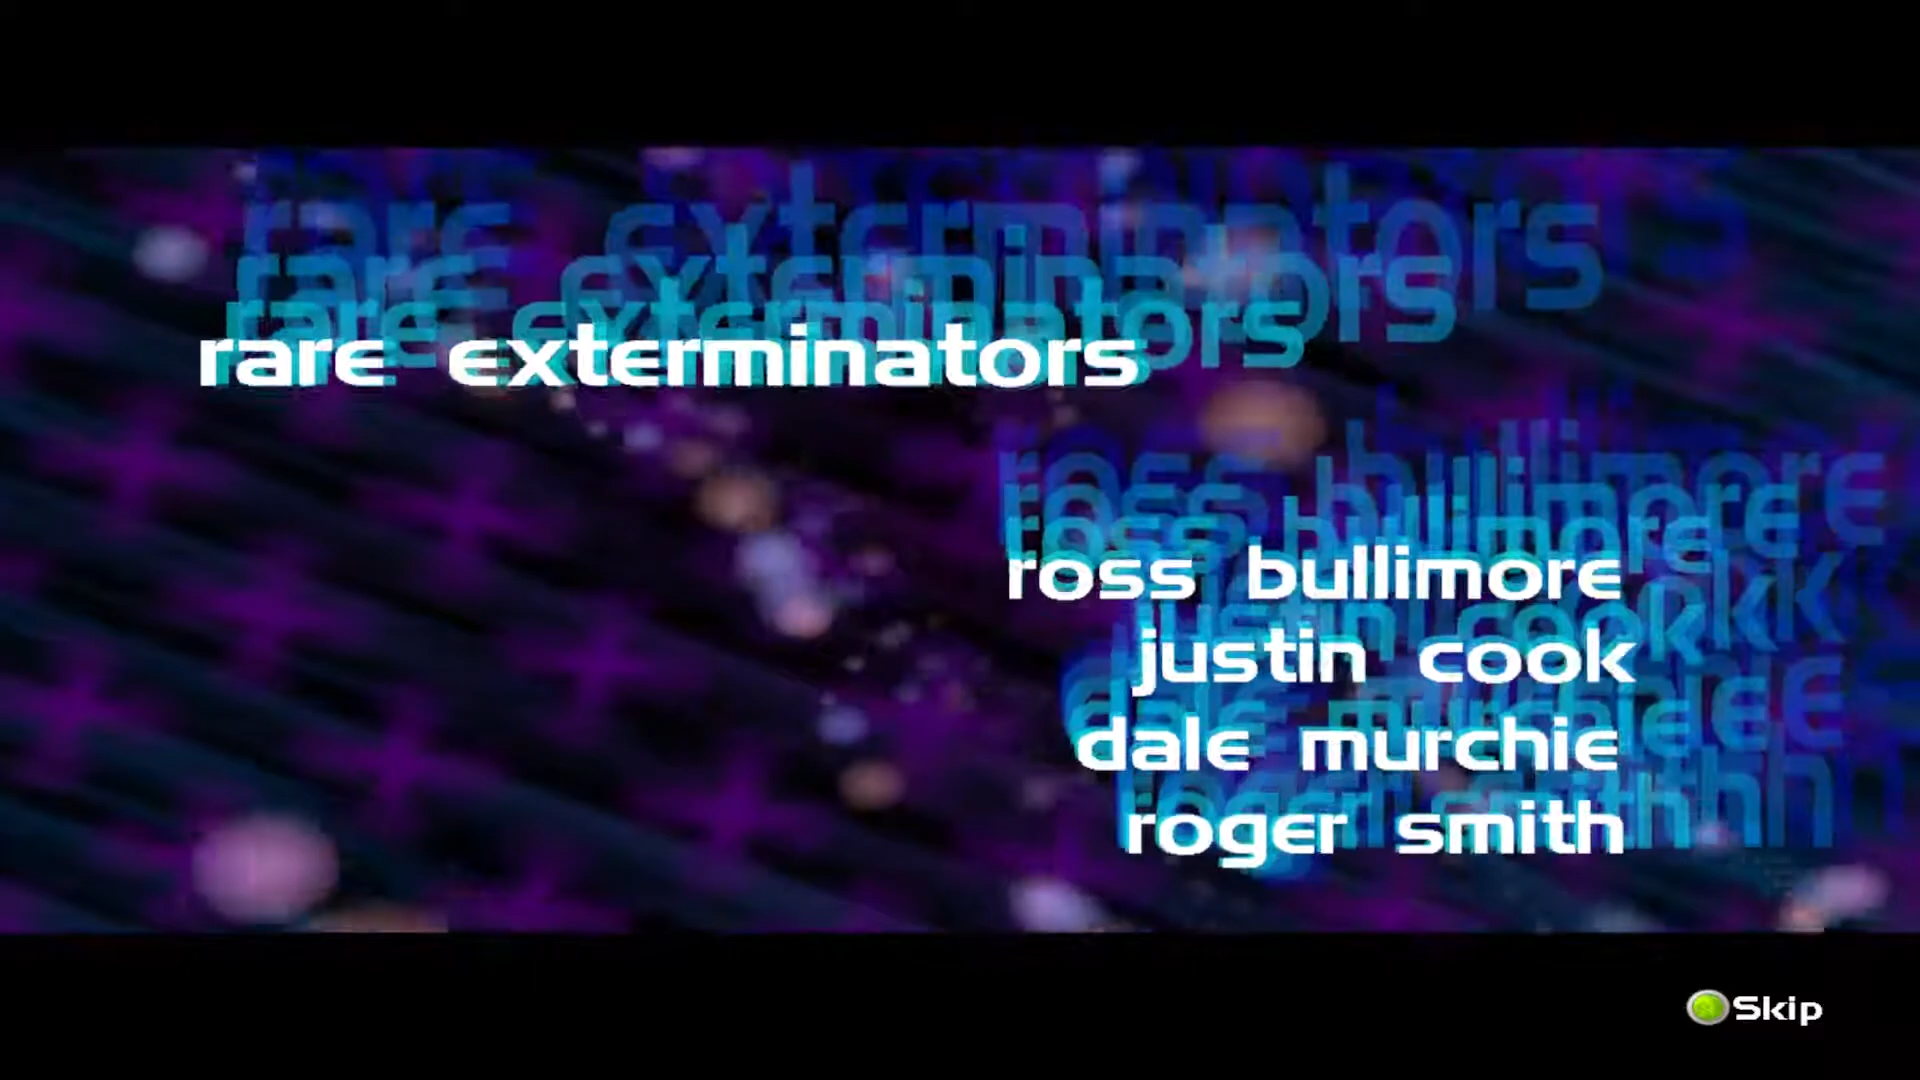 rare exterminators
ross bullimore
justin cook
dale murchie
roger smith
Skip